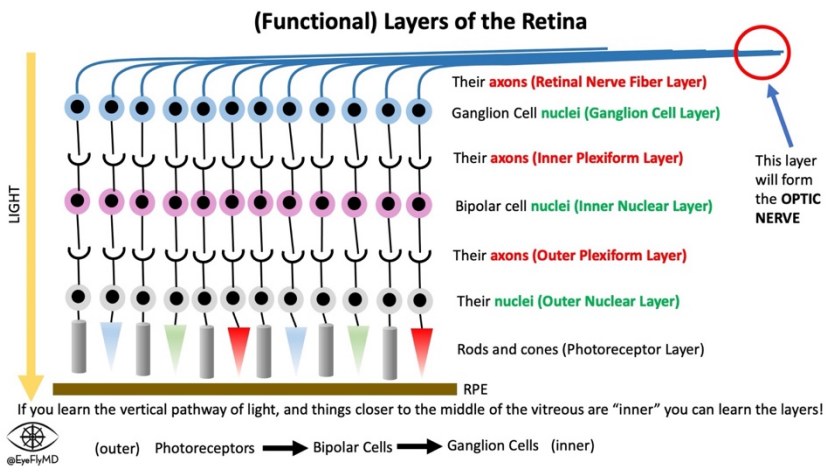 (Functional) Layers of the Retina
Their axons (Retinal Nerve Fiber Layer)
Ganglion Cell nuclei (Ganglion Cell Layer)
Their axons (Inner Plexiform Layer)
This layer
will form
the OPTIC
NERVE
LIGHT
Bipolar cell nuclei (Inner Nuclear Layer)
Their axons (Outer Plexiform Layer)
Their nuclei (Outer Nuclear Layer)
Rods and cones (Photoreceptor Layer)
RPE
If you learn the vertical pathway of light, and things closer to the middle of the vitreous are “inner” you can learn the layers!
(outer) Photoreceptors Bipolar Cells Ganglion Cells (inner)
@EyeFlyMD